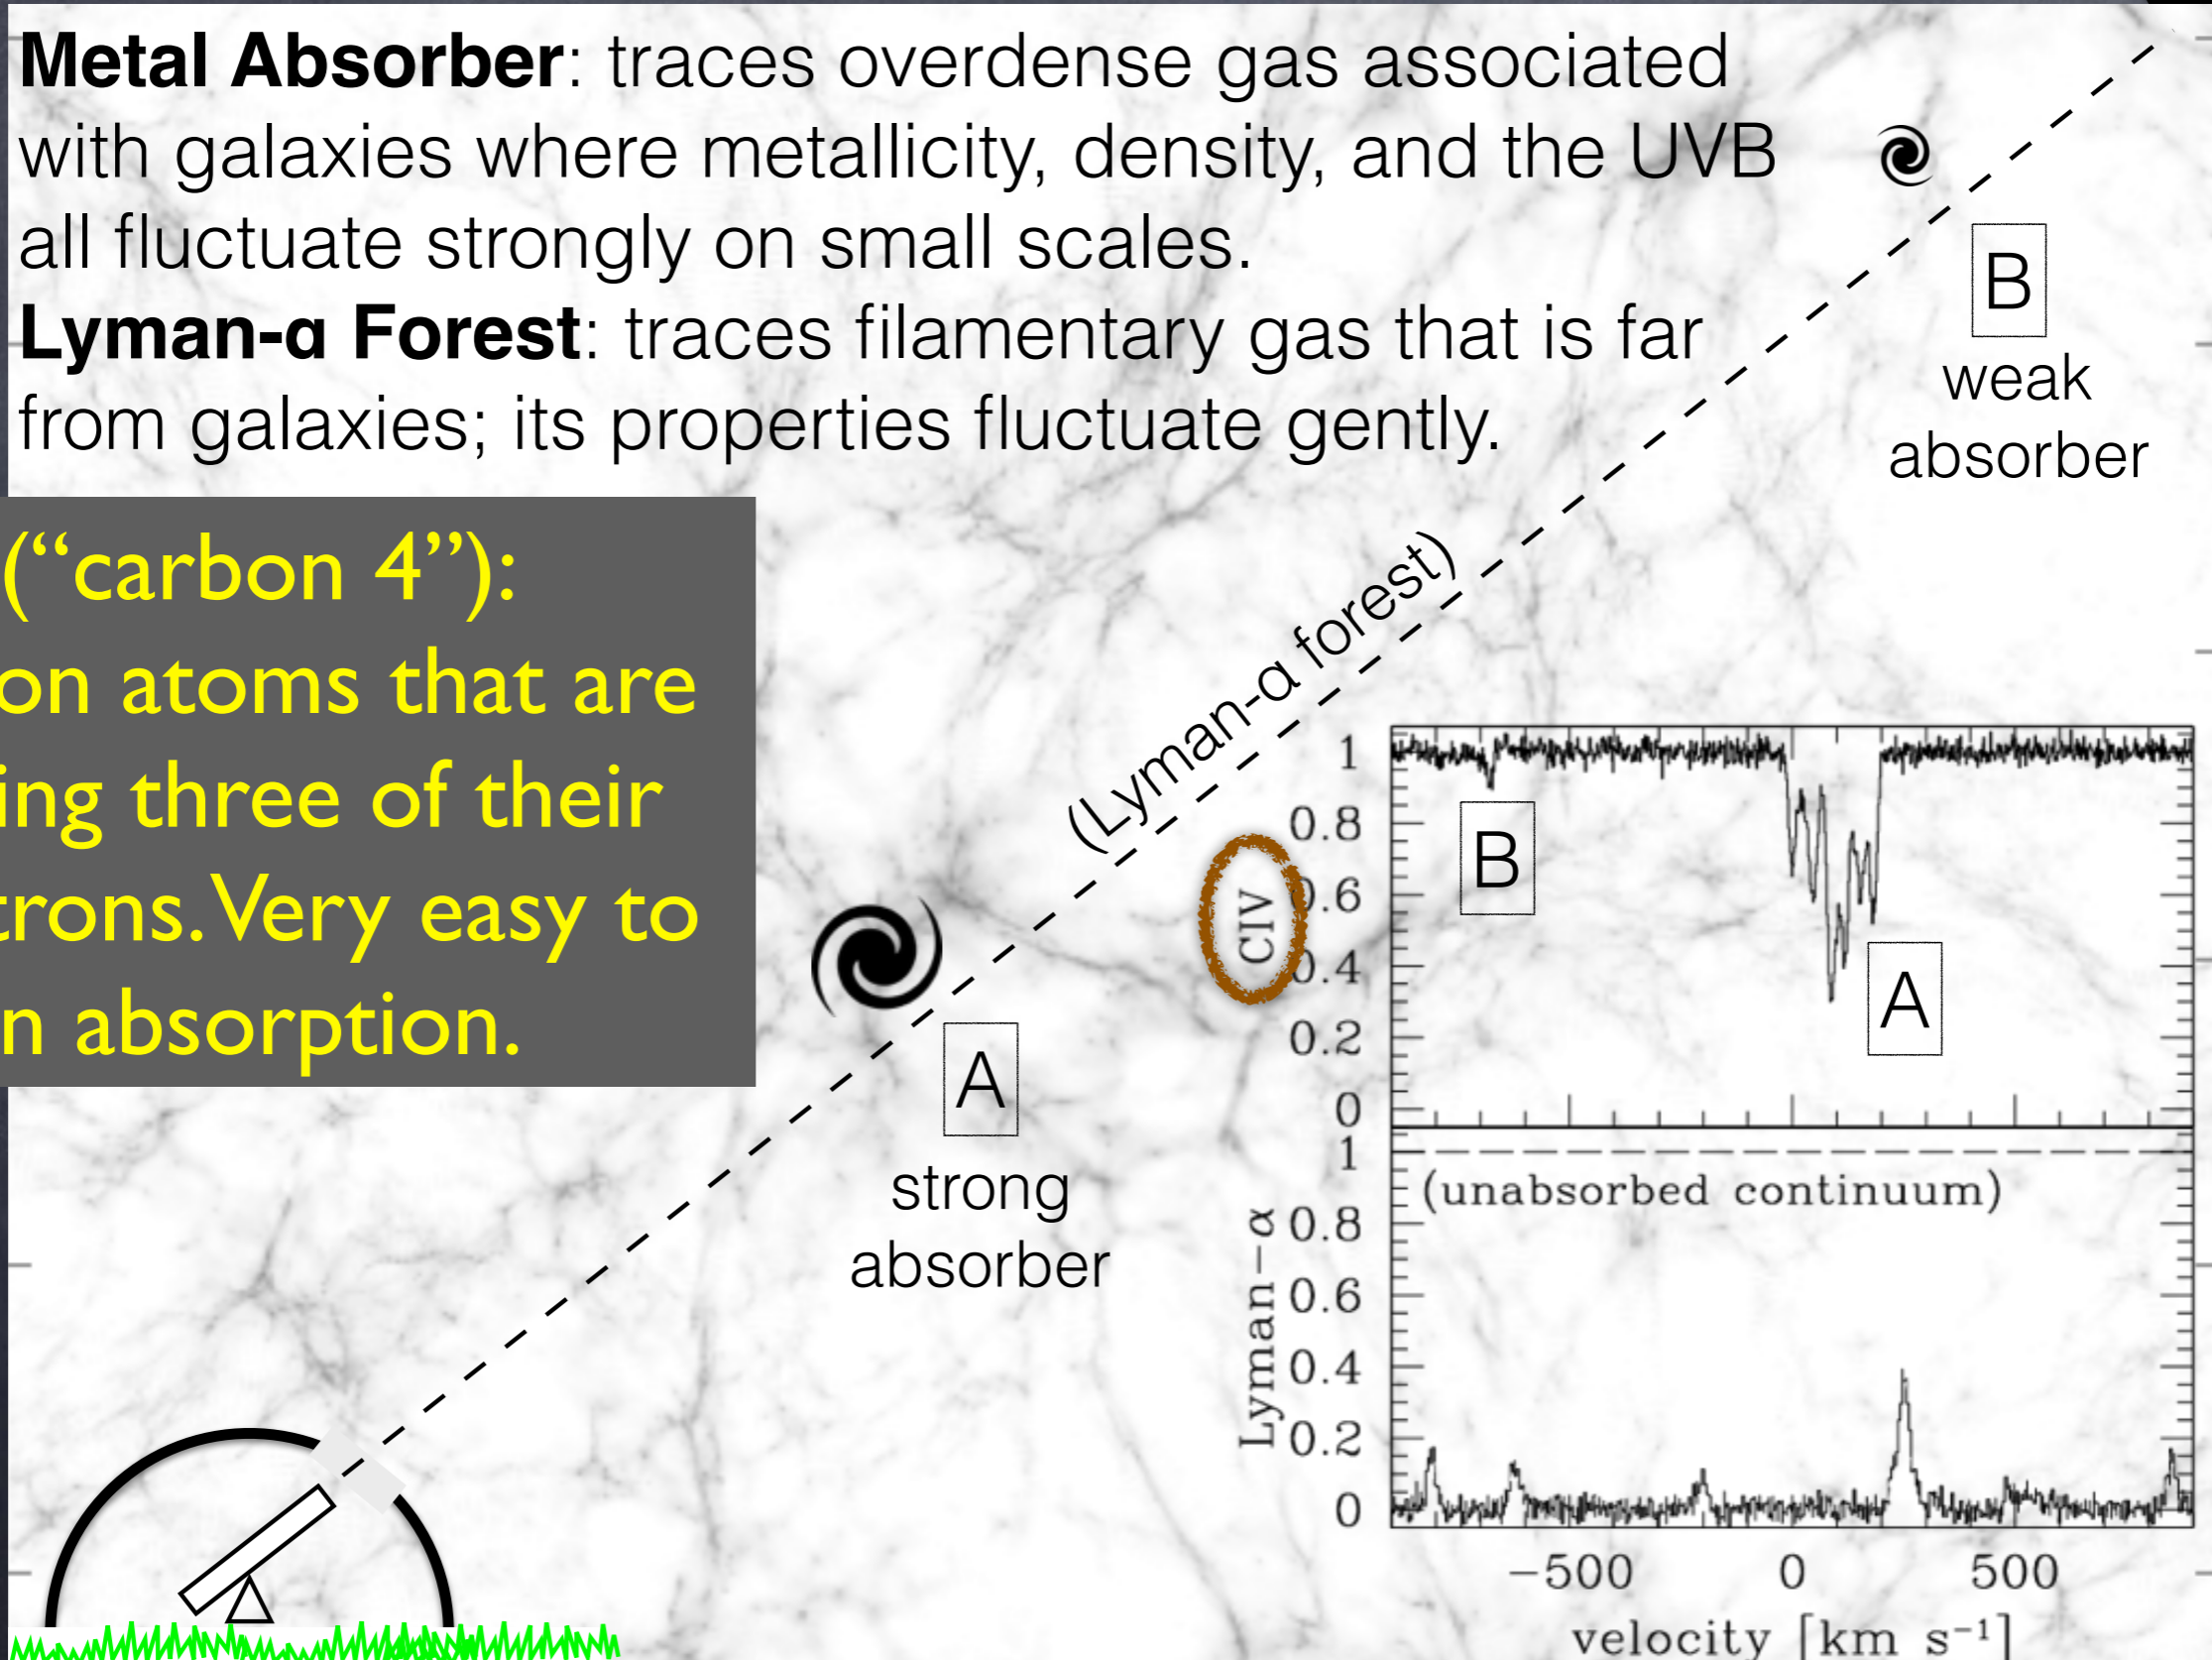 Metal Absorber: traces overdense gas associated
with galaxies where metallicity, density, and the UVB
all fluctuate strongly on small scales.
Lyman-α Forest: traces filamentary gas that is far
from galaxies; its properties fluctuate gently.
B
weak
absorber
(“carbon 4”):
on atoms that are
ing three of their
trons. Very easy to
n absorption.
(Lyman-α forest)
A
strong
absorber
CIV
1
0.8
0.6
0.4
0.2
0
B
A
(unabsorbed continuum)
Lyman-α
1
0.8
0.6
0.4
0.2
0
−500 0 500
velocity [km s⁻¹]